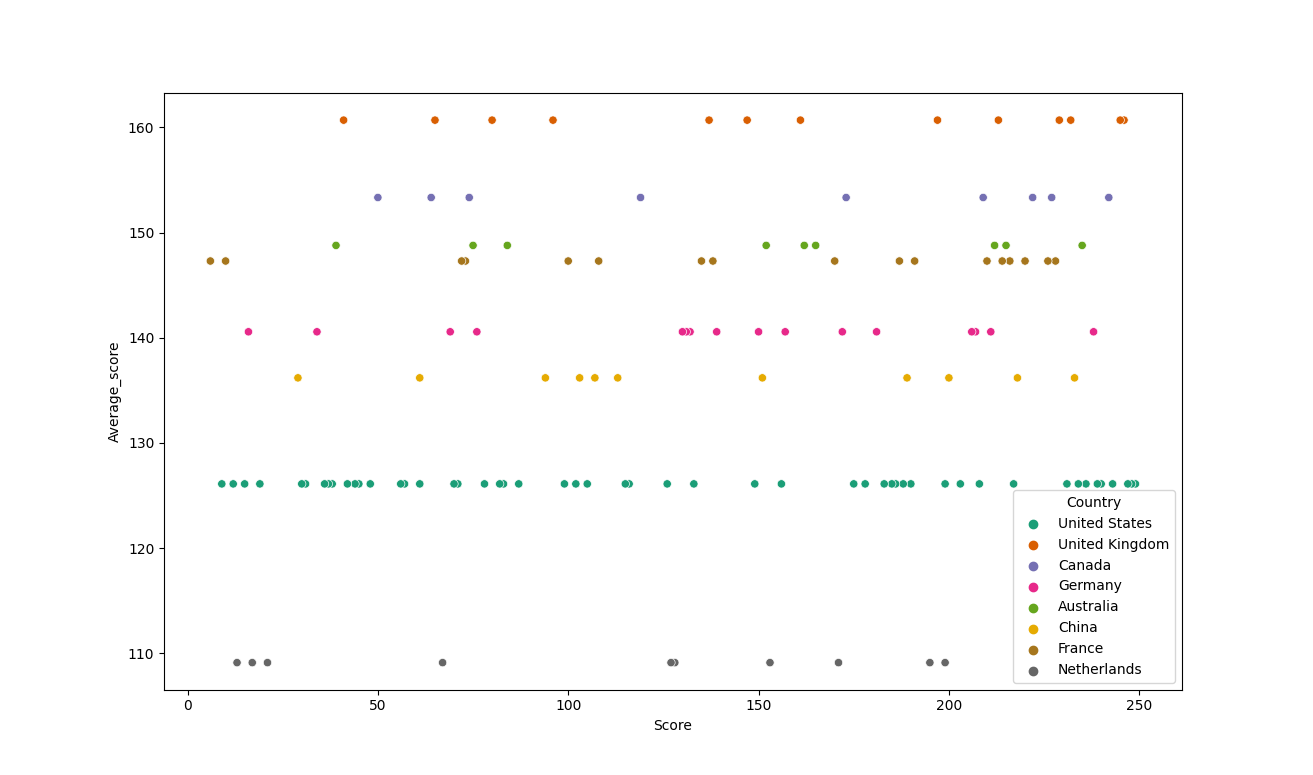 160
150
140
130
120
110
Average_score
0
50
100
150
200
250
Score
Country
United States
United Kingdom
Canada
Germany
Australia
China
France
Netherlands